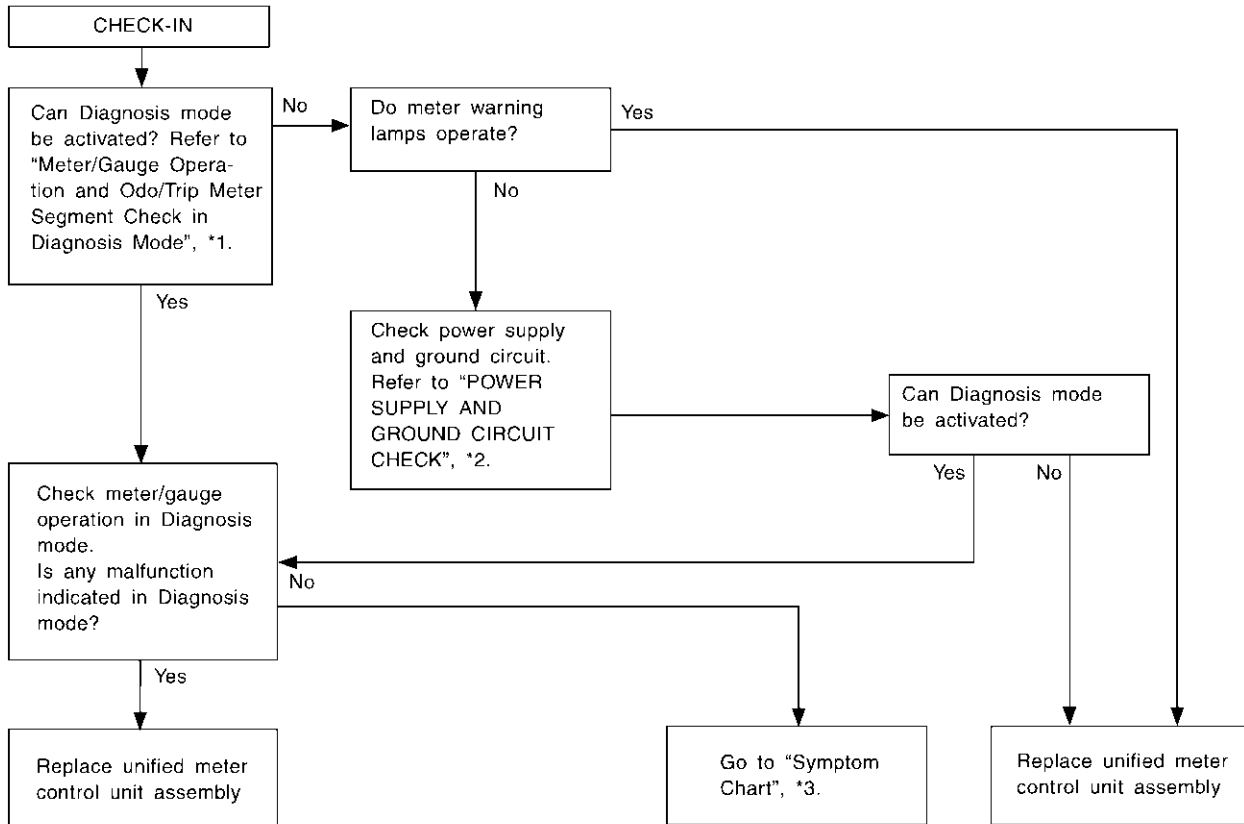 CHECK-IN
Can Diagnosis mode
be activated? Refer to
“Meter/Gauge Opera-
tion and Odo/Trip Meter
Segment Check in
Diagnosis Mode”, *1.
No
Do meter warning
lamps operate?
Yes
No
Yes
Check power supply
and ground circuit.
Refer to “POWER
SUPPLY AND
GROUND CIRCUIT
CHECK”, *2.
Can Diagnosis mode
be activated?
Yes
No
Check meter/gauge
operation in Diagnosis
mode.
Is any malfunction
indicated in Diagnosis
mode?
No
Yes
Replace unified meter
control unit assembly
Go to “Symptom
Chart”, *3.
Replace unified meter
control unit assembly